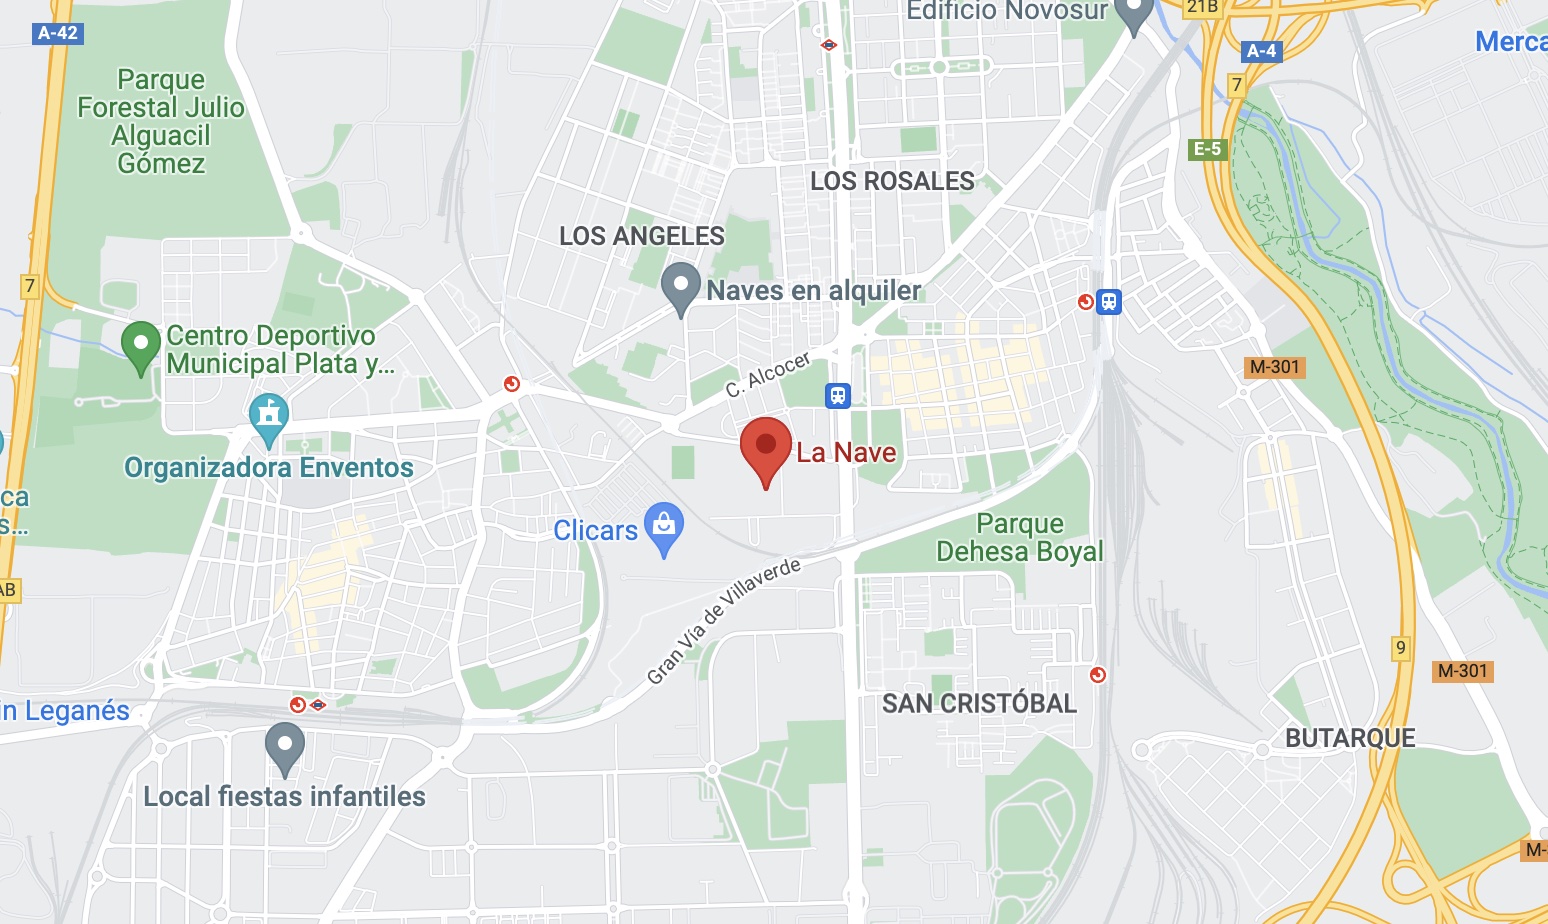 Edificio Novosur
21B
A-42
A-4
Merca
Parque
Forestal Julio
Alguacil
Gómez
7
E-5
LOS ROSALES
LOS ANGELES
7
Naves en alquiler
Centro Deportivo
Municipal Plata y...
C. Alcocer
M-301
Organizadora Enventos
La Nave
ca
s...
Clicars
Parque
Dehesa Boyal
AB
Gran Vía de Villaverde
9
M-301
in Leganés
SAN CRISTÓBAL
BUTARQUE
Local fiestas infantiles
M-